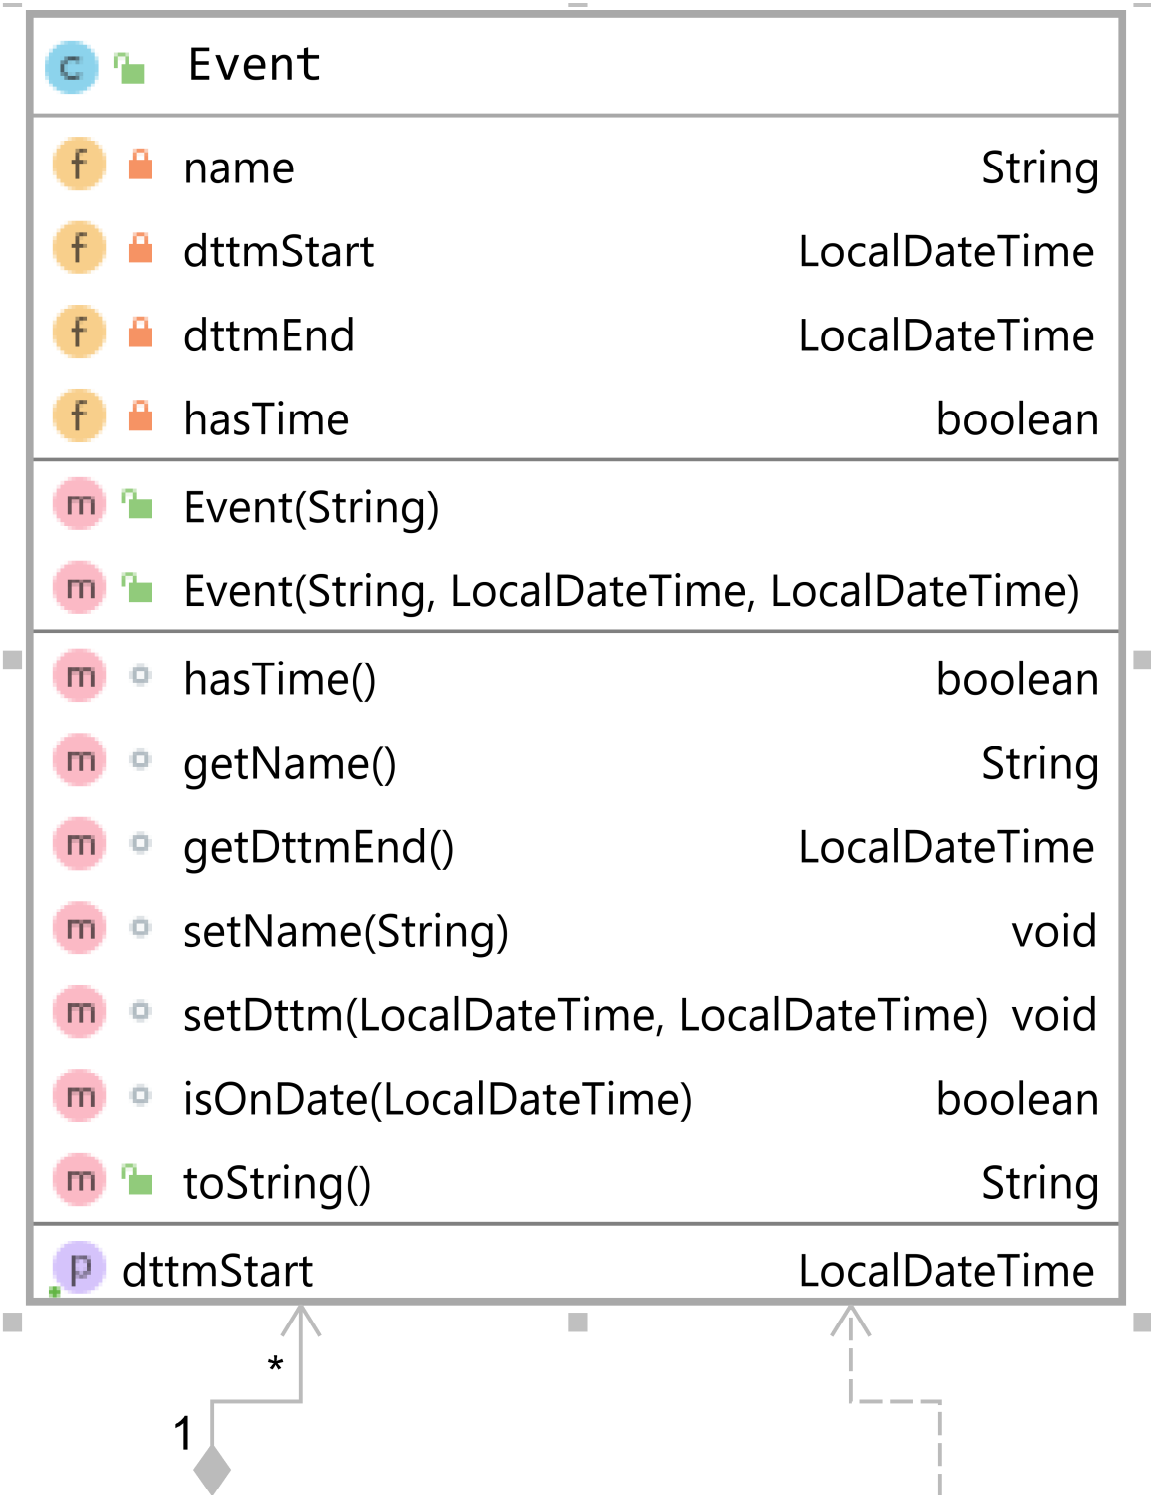 C Event
f name String
f dttmStart LocalDateTime
f dttmEnd LocalDateTime
f hasTime boolean
m Event(String)
m Event(String, LocalDateTime, LocalDateTime)
m hasTime() boolean
m getName() String
m getDttmEnd() LocalDateTime
m setName(String) void
m setDttm(LocalDateTime, LocalDateTime) void
m isOnDate(LocalDateTime) boolean
m toString() String
p dttmStart LocalDateTime
*
1